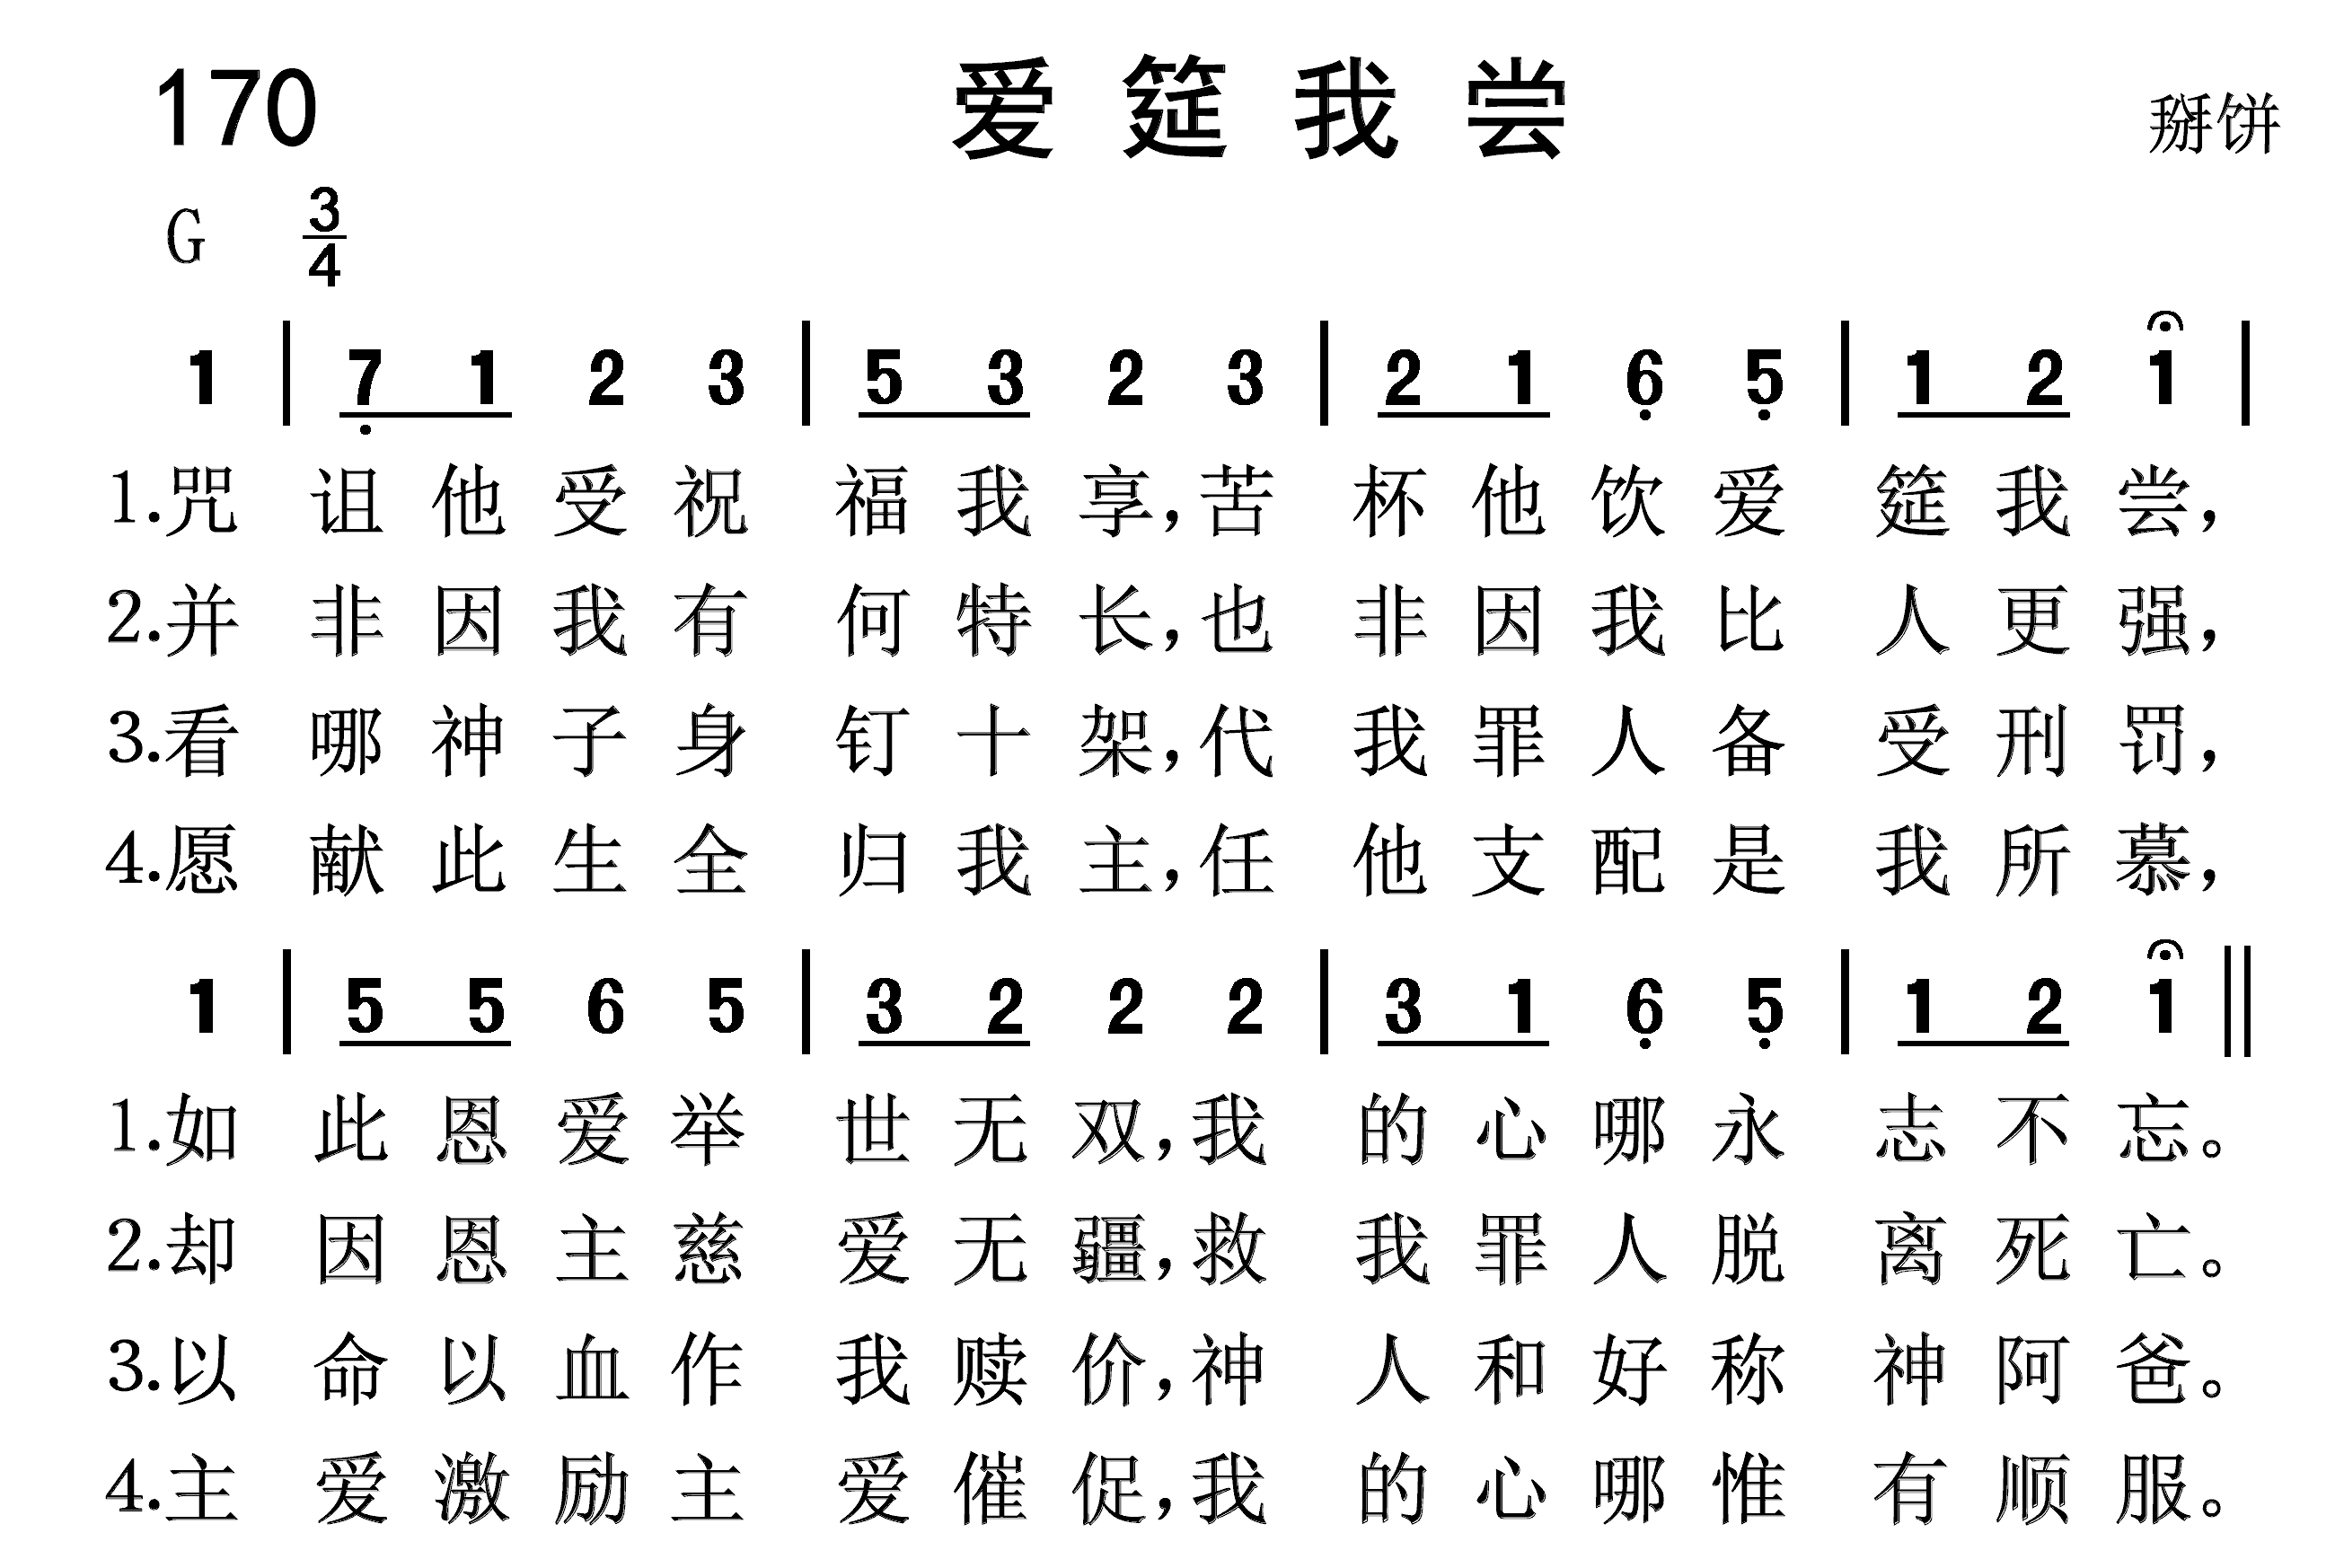 170 爱筵我尝 掰饼
G 3/4
1 | 7 1 2 3 | 5 3 2 3 | 2 1 6 5 | 1 2 1 |
1.咒诅他受祝福我享,苦杯他饮爱筵我尝,
2.并非因我有何特长,也非因我比人更强,
3.看哪神子身钉十架,代我罪人备受刑罚,
4.愿献此生全归我主,任他支配是我所慕,
1 | 5 5 6 5 | 3 2 2 2 | 3 1 6 5 | 1 2 1 ||
1.如此恩爱举世无双,我的心哪永志不忘。
2.却因恩主慈爱无疆,救我罪人脱离死亡。
3.以命以血作我赎价,神人和好称神阿爸。
4.主爱激励主爱催促,我的心哪惟有顺服。